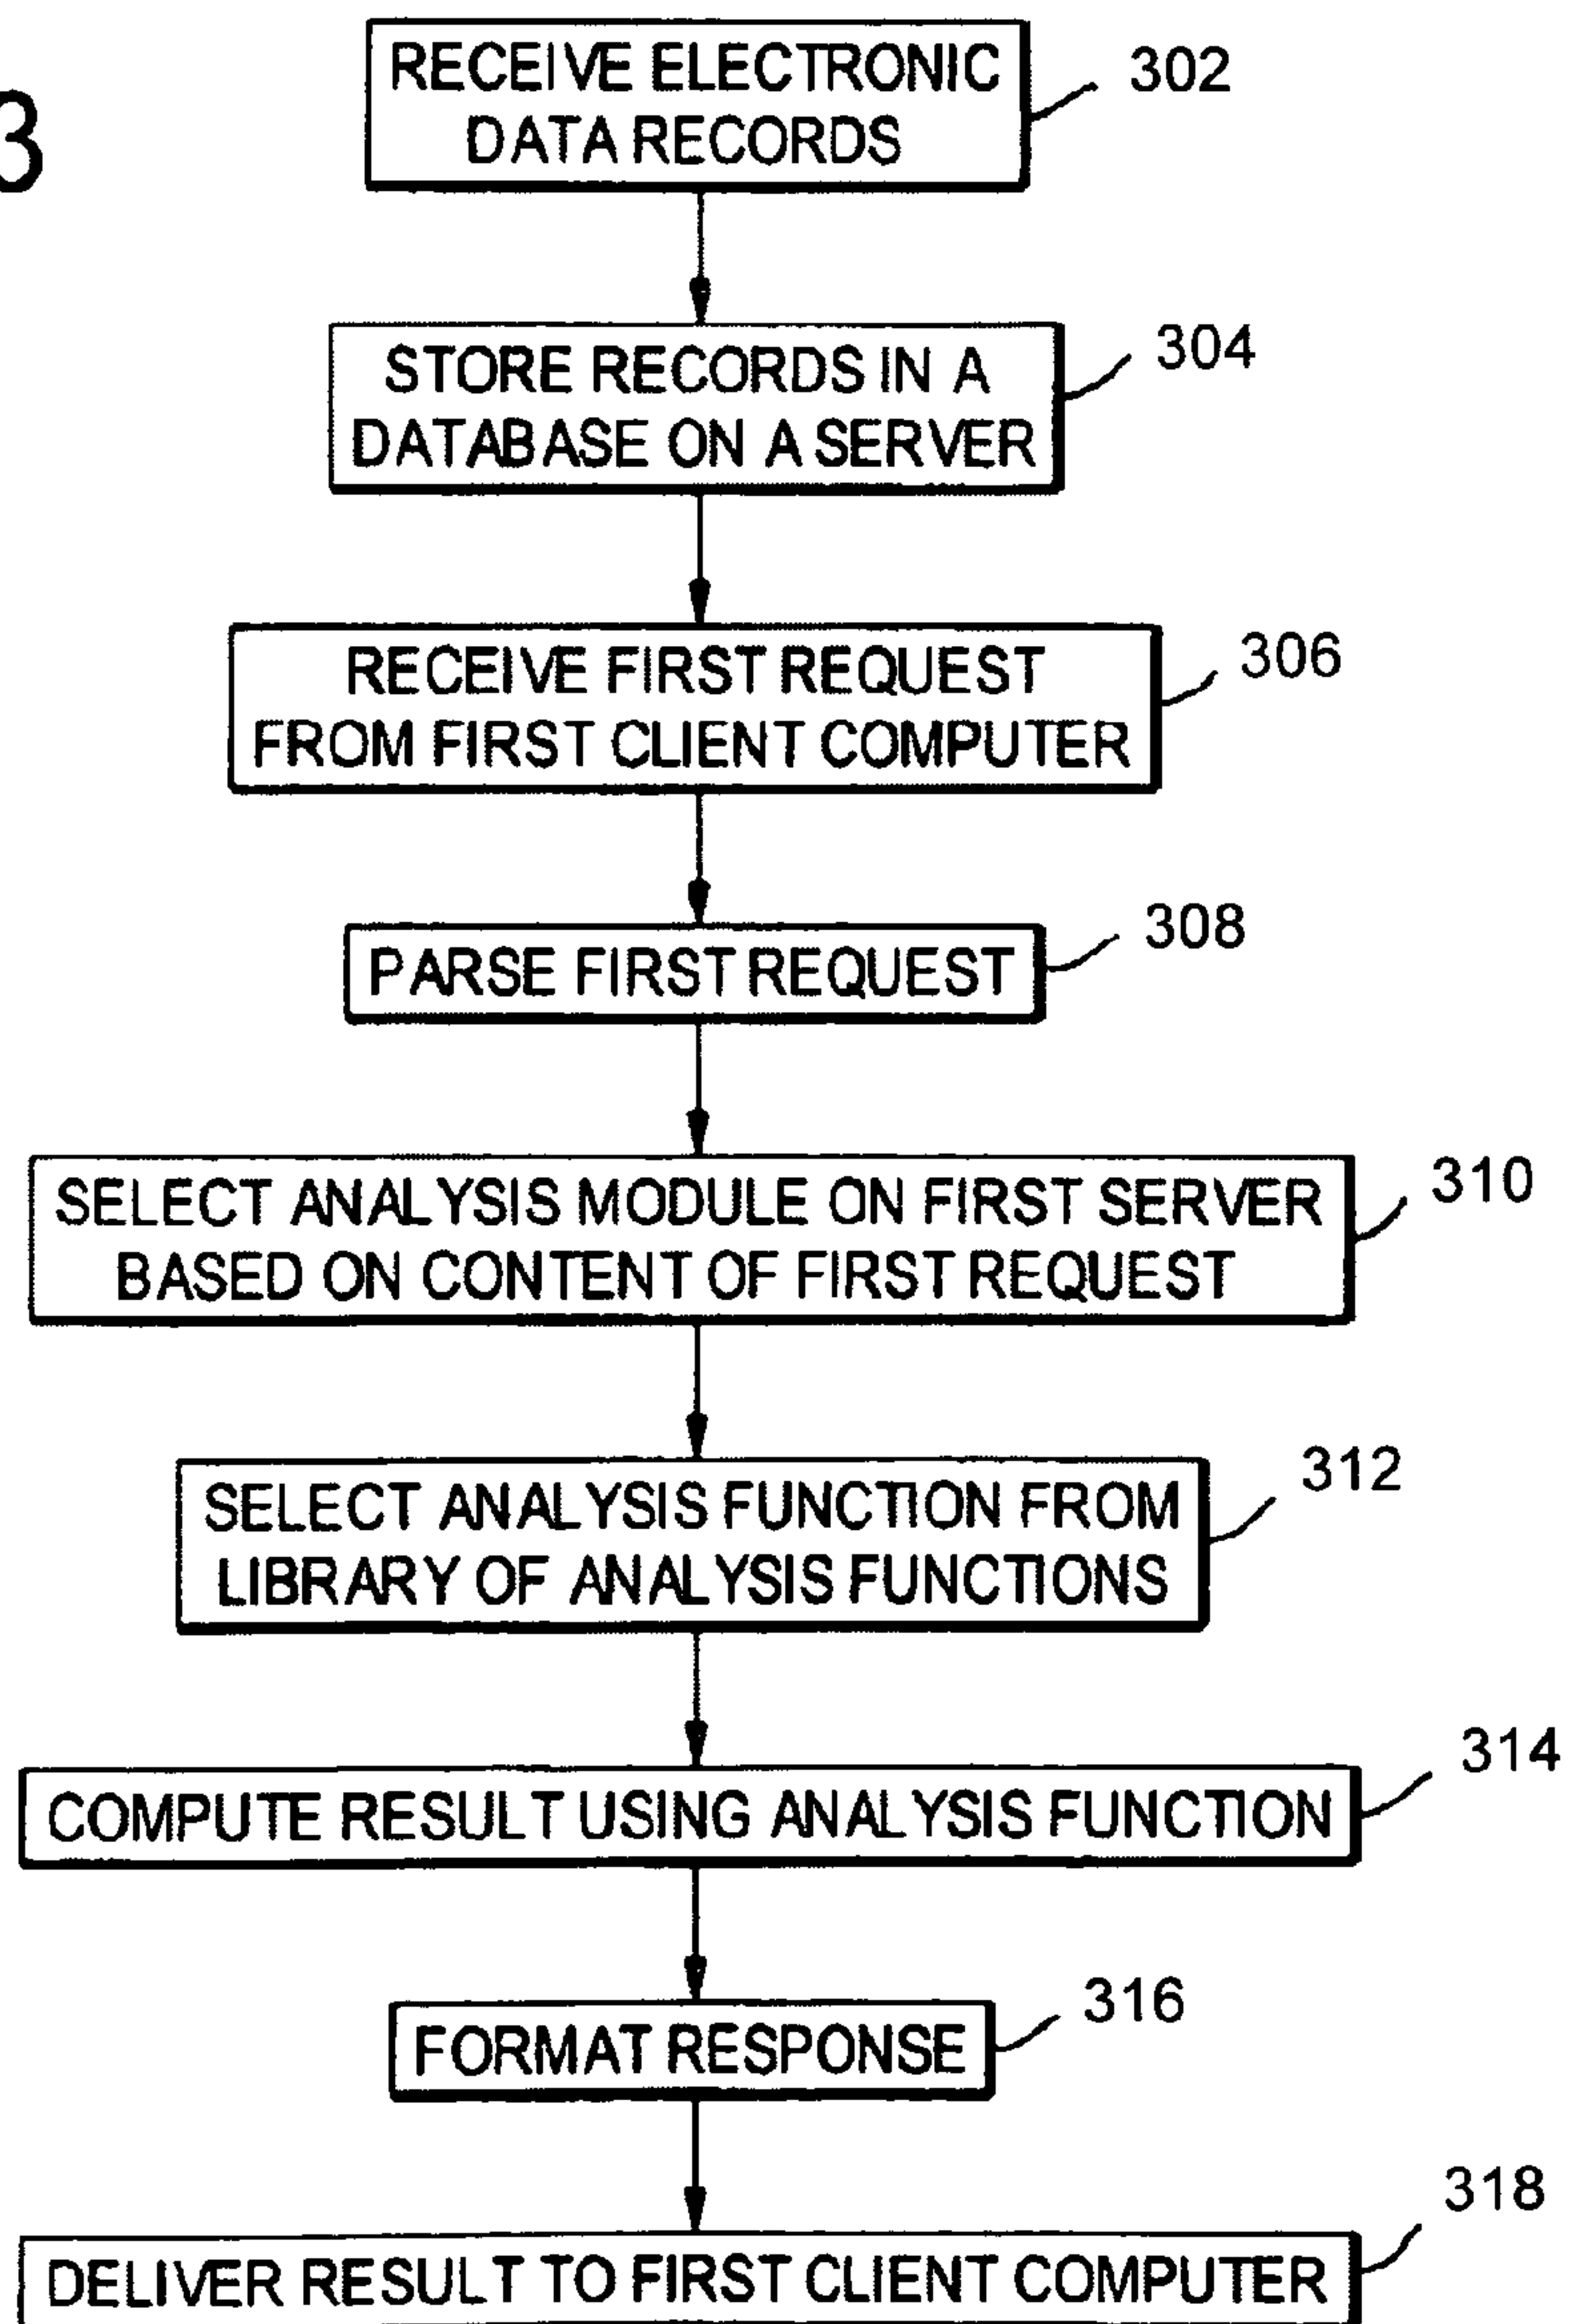 3
RECEIVE ELECTRONIC
DATA RECORDS
302
STORE RECORDS IN A
DATABASE ON A SERVER
304
RECEIVE FIRST REQUEST
FROM FIRST CLIENT COMPUTER
306
PARSE FIRST REQUEST
308
SELECT ANALYSIS MODULE ON FIRST SERVER
BASED ON CONTENT OF FIRST REQUEST
310
SELECT ANALYSIS FUNCTION FROM
LIBRARY OF ANALYSIS FUNCTIONS
312
COMPUTE RESULT USING ANALYSIS FUNCTION
314
FORMAT RESPONSE
316
DELIVER RESULT TO FIRST CLIENT COMPUTER
318